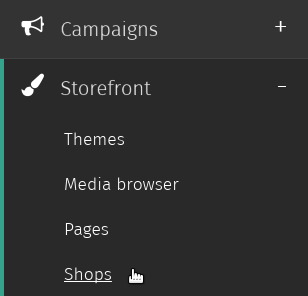 Campaigns +
Storefront -
Themes
Media browser
Pages
Shops